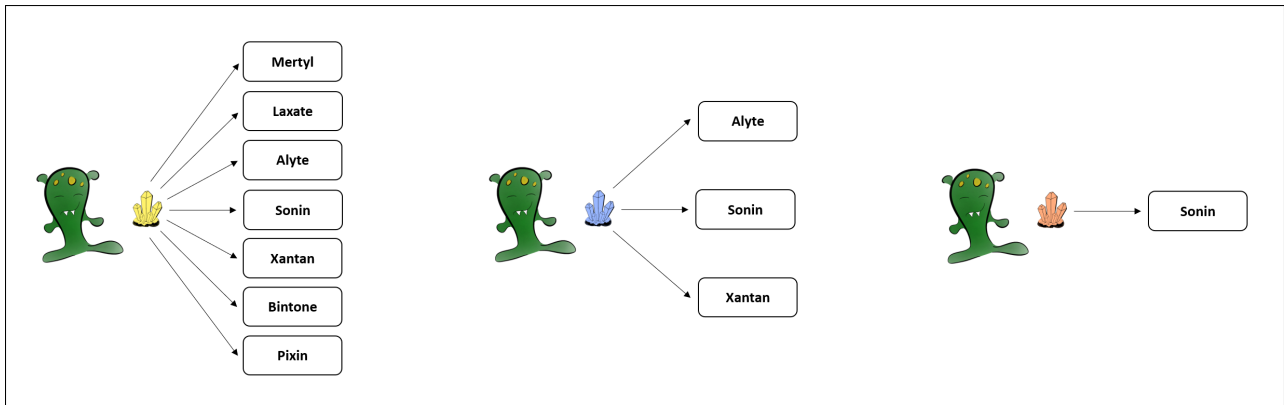 Mertyl
Laxate
Alyte
Sonin
Xantan
Bintone
Pixin
Alyte
Sonin
Xantan
Sonin